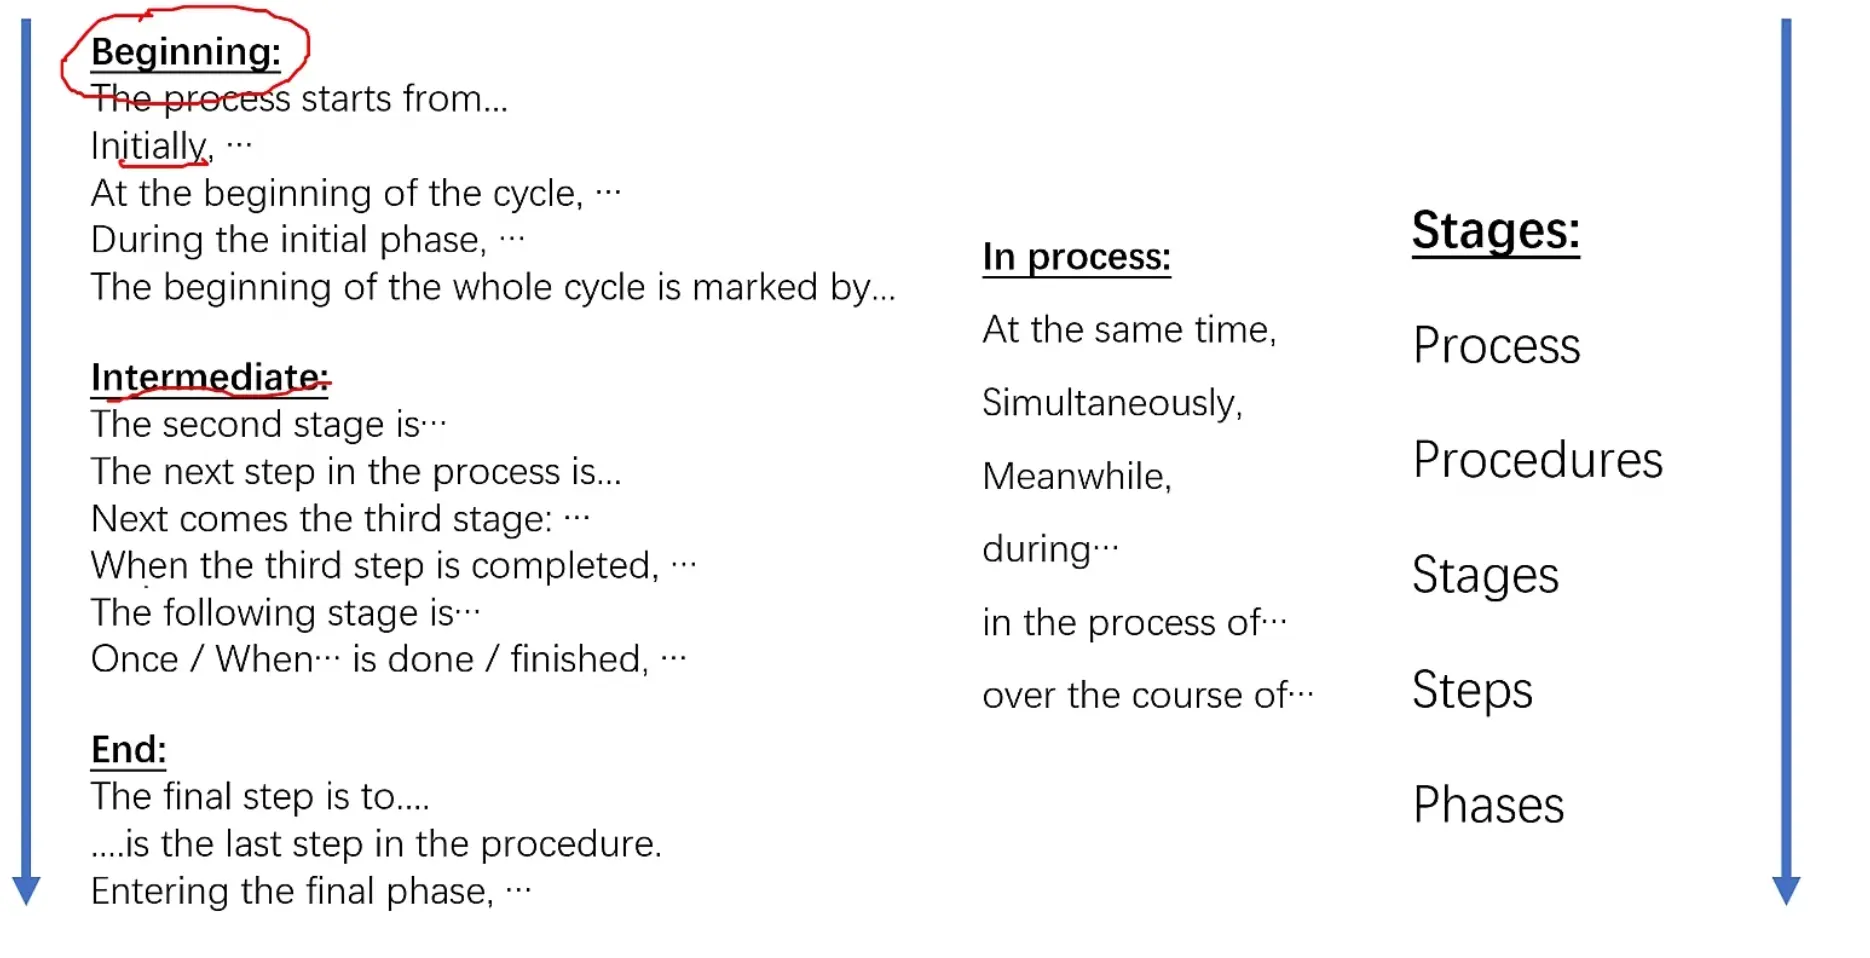 Beginning:
The process starts from...
Initially, ···
At the beginning of the cycle, ···
During the initial phase, ···
The beginning of the whole cycle is marked by...
Intermediate:
The second stage is···
The next step in the process is...
Next comes the third stage: ···
When the third step is completed, ···
The following stage is···
Once / When··· is done / finished, ···
End:
The final step is to....
....is the last step in the procedure.
Entering the final phase, ···
In process:
At the same time,
Simultaneously,
Meanwhile,
during···
in the process of···
over the course of···
Stages:
Process
Procedures
Stages
Steps
Phases